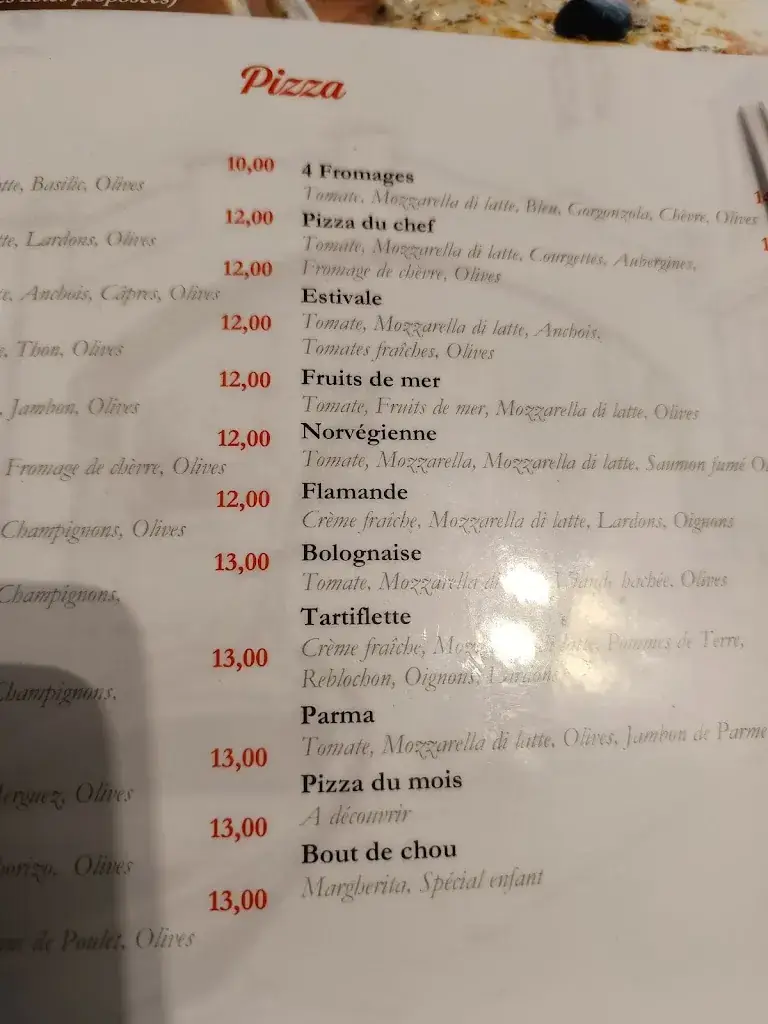 proposées)
Pizza
10,00
Basilic, Olives
12,00
Lardons, Olives
12,00
Anchois, Câpres, Olives
12,00
Thon, Olives
12,00
, Jambon, Olives
12,00
Fromage de chèvre, Olives
12,00
Champignons, Olives
13,00
Champignons,
13,00
Champignons,
13,00
Olives
13,00
Olives
13,00
de Poulet, Olives
4 Fromages
Tomate, Mozzarella di latte, Bleu, Gorgonzola, Chèvre, Olives
Pizza du chef
Tomate, Mozzarella di latte, Courgettes, Aubergines,
Fromage de chèvre, Olives
Estivale
Tomate, Mozzarella di latte, Anchois,
Tomates fraîches, Olives
Fruits de mer
Tomate, Fruits de mer, Mozzarella di latte, Olives
Norvégienne
Tomate, Mozzarella, Mozzarella di latte, Saumon fumé
Flamande
Crème fraîche, Mozzarella di latte, Lardons, Oignons
Bolognaise
Tomate, Mozzarella hachée, Olives
Tartiflette
Crème fraîche, di latte, Pommes de Terre,
Reblochon, Oignons, Lardons
Parma
Tomate, Mozzarella di latte, Olives, Jambon de Parme
Pizza du mois
A découvrir
Bout de chou
Margherita, Spécial enfant